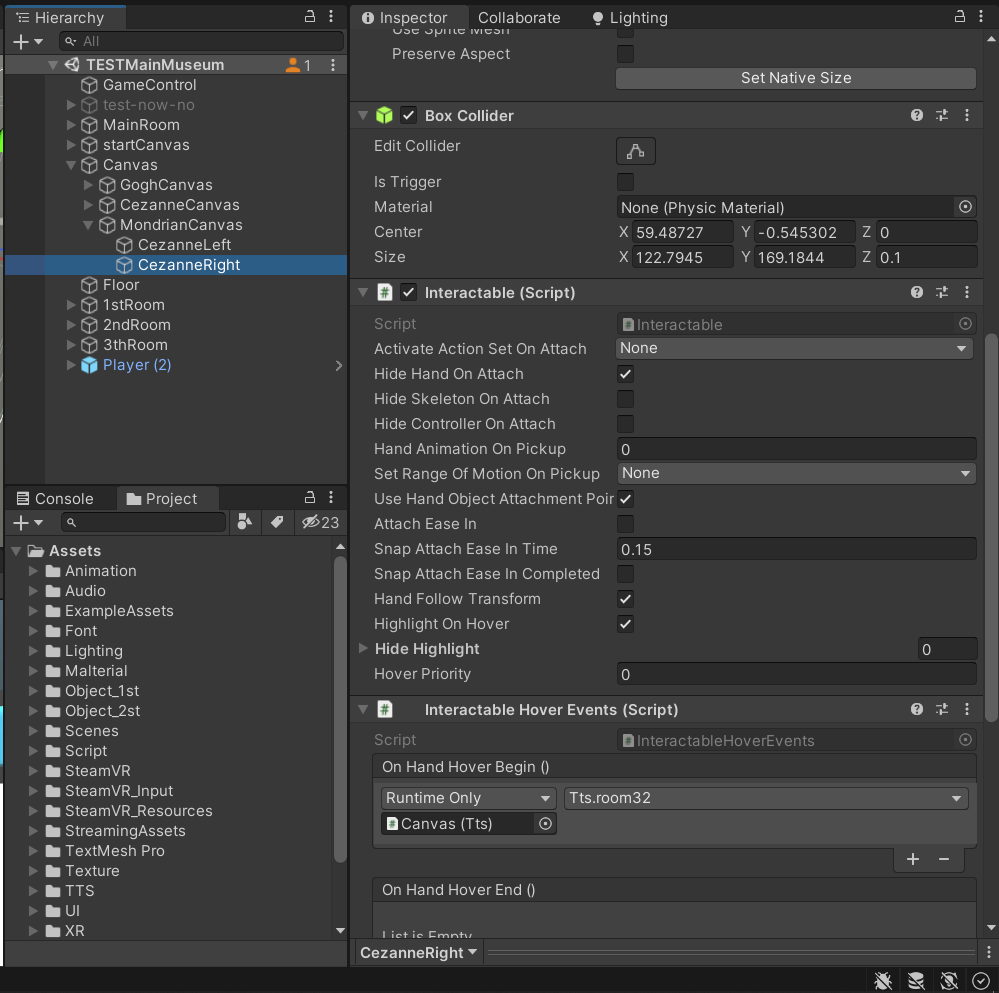 Hierarchy
All
TESTMainMuseum 1
GameControl
test-now-no
MainRoom
startCanvas
Canvas
GoghCanvas
CezanneCanvas
MondrianCanvas
CezanneLeft
CezanneRight
Floor
1stRoom
2ndRoom
3thRoom
Player (2)
Console Project
23
Assets
Animation
Audio
ExampleAssets
Font
Lighting
Malterial
Object_1st
Object_2st
Scenes
Script
SteamVR
SteamVR_Input
SteamVR_Resources
StreamingAssets
TextMesh Pro
Texture
TTS
UI
XR
Inspector Collaborate Lighting
Use Sprite Mesh
Preserve Aspect
Set Native Size
Box Collider
Edit Collider
Is Trigger
Material None (Physic Material)
Center X 59.48727 Y -0.545302 Z 0
Size X 122.7945 Y 169.1844 Z 0.1
# Interactable (Script)
Script # Interactable
Activate Action Set On Attach None
Hide Hand On Attach
Hide Skeleton On Attach
Hide Controller On Attach
Hand Animation On Pickup 0
Set Range Of Motion On Pickup None
Use Hand Object Attachment Poir
Attach Ease In
Snap Attach Ease In Time 0.15
Snap Attach Ease In Completed
Hand Follow Transform
Highlight On Hover
Hide Highlight 0
Hover Priority 0
# Interactable Hover Events (Script)
Script # InteractableHoverEvents
On Hand Hover Begin ()
Runtime Only Tts.room32
# Canvas (Tts)
+ −
On Hand Hover End ()
List is Empty
CezanneRight